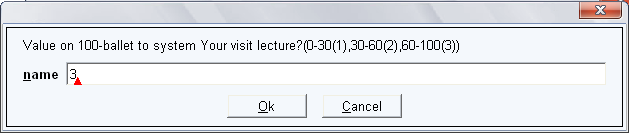 Value on 100-ballet to system Your visit lecture?(0-30(1),30-60(2),60-100(3))
name 3
Ok Cancel